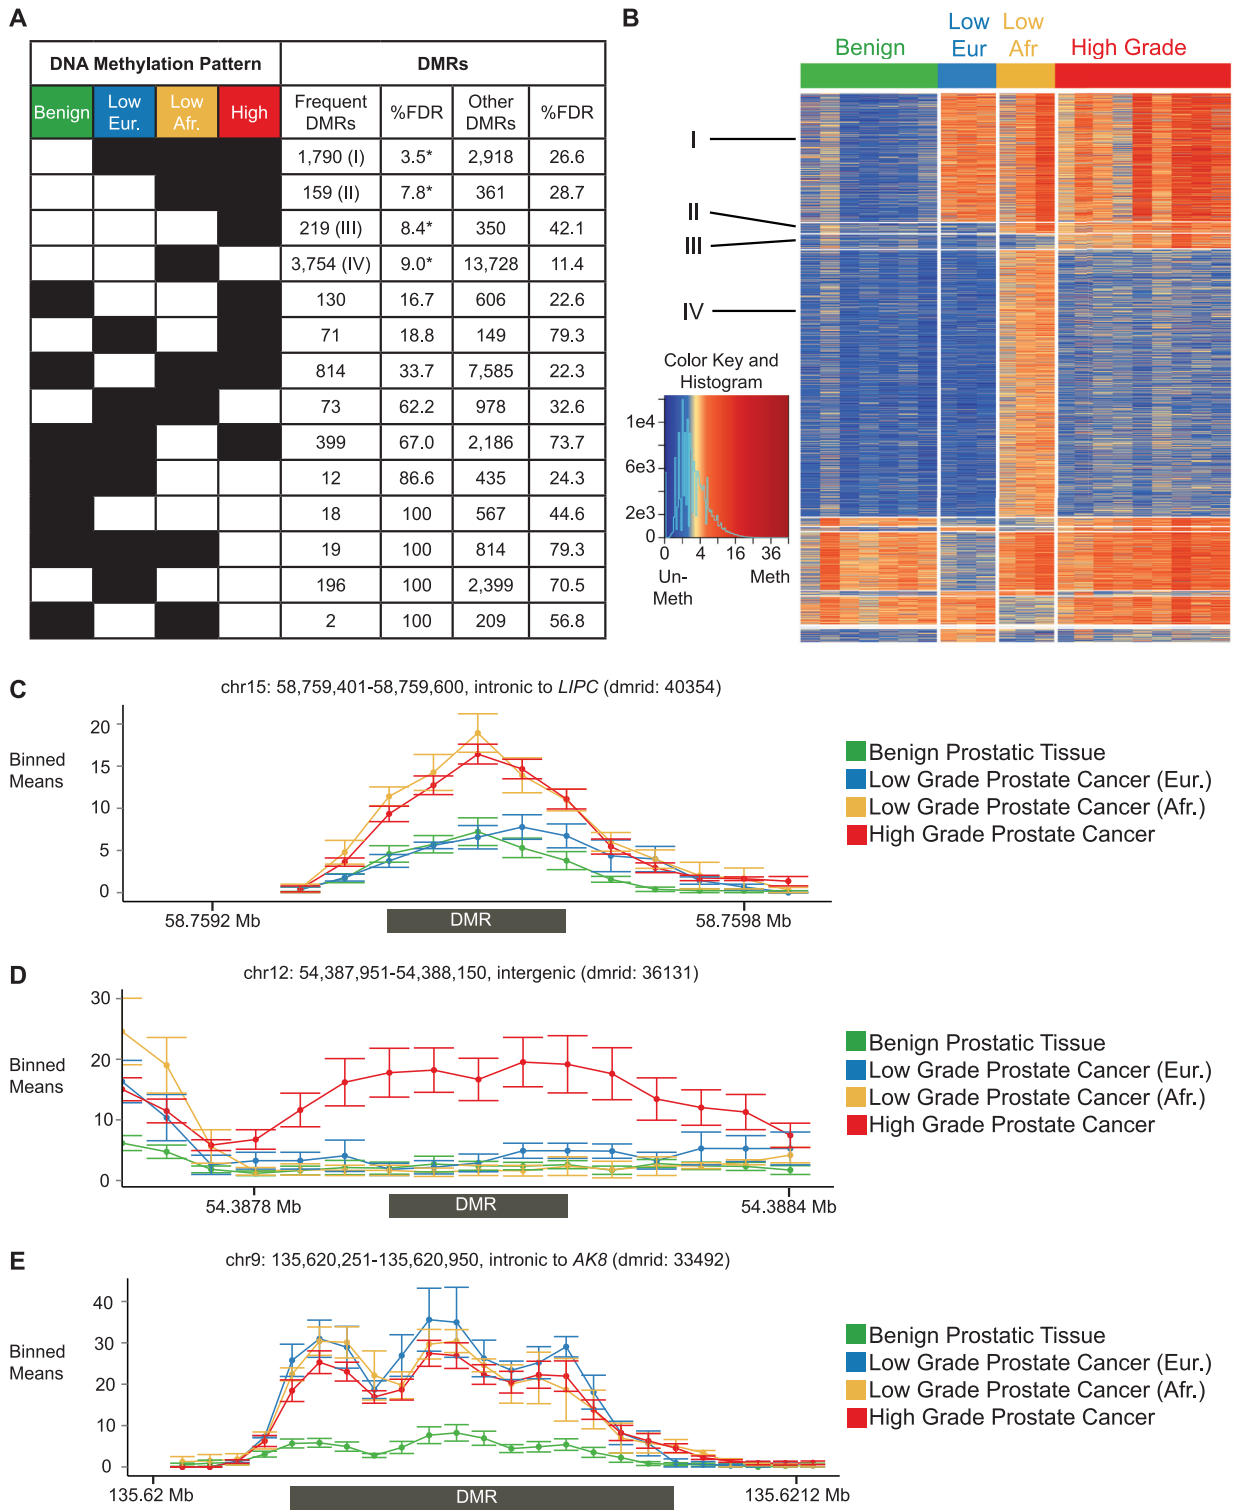 A
DNA Methylation Pattern DMRs
Benign Low Eur. Low Afr. High Frequent DMRs %FDR Other DMRs %FDR
1,790 (I) 3.5* 2,918 26.6
159 (II) 7.8* 361 28.7
219 (III) 8.4* 350 42.1
3,754 (IV) 9.0* 13,728 11.4
130 16.7 606 22.6
71 18.8 149 79.3
814 33.7 7,585 22.3
73 62.2 978 32.6
399 67.0 2,186 73.7
12 86.6 435 24.3
18 100 567 44.6
19 100 814 79.3
196 100 2,399 70.5
2 100 209 56.8
B
Benign Low Eur Low Afr High Grade
I
II
III
IV
Color Key and
Histogram
1e4
6e3
2e3
0 4 16 36
Un-
Meth
Meth
C
chr15: 58,759,401-58,759,600, intronic to LIPC (dmrid: 40354)
Binned
Means
20
15
10
5
0
58.7592 Mb DMR 58.7598 Mb
Benign Prostatic Tissue
Low Grade Prostate Cancer (Eur.)
Low Grade Prostate Cancer (Afr.)
High Grade Prostate Cancer
D
chr12: 54,387,951-54,388,150, intergenic (dmrid: 36131)
Binned
Means
30
20
10
0
54.3878 Mb DMR 54.3884 Mb
Benign Prostatic Tissue
Low Grade Prostate Cancer (Eur.)
Low Grade Prostate Cancer (Afr.)
High Grade Prostate Cancer
E
chr9: 135,620,251-135,620,950, intronic to AK8 (dmrid: 33492)
Binned
Means
40
30
20
10
0
135.62 Mb DMR 135.6212 Mb
Benign Prostatic Tissue
Low Grade Prostate Cancer (Eur.)
Low Grade Prostate Cancer (Afr.)
High Grade Prostate Cancer